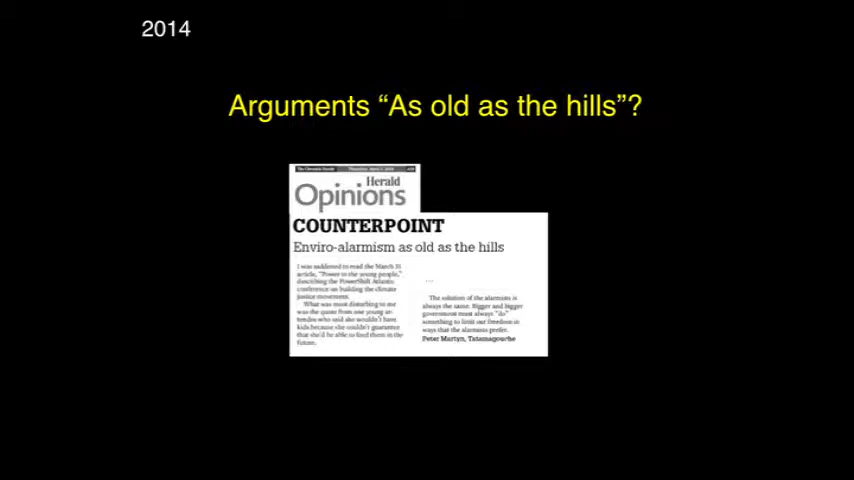 2014
Arguments “As old as the hills”?
The Chronicle Herald
Herald
Opinions
COUNTERPOINT
Enviro-alarmism as old as the hills
I was saddened to read the March 31
article, “Power to the young people,”
describing the PowerShift Atlantic
conference on building the climate
justice movement.
What was most disturbing to me
was the quote from one young at-
tendee who said she wouldn't have
kids because she couldn't guarantee
that she'd be able to feed them in the
future.
...
The solution of the alarmists is
always the same: Bigger and bigger
government must always “do”
something to limit our freedom in
ways that the alarmists prefer.
Peter Martyn, Tatamagouche